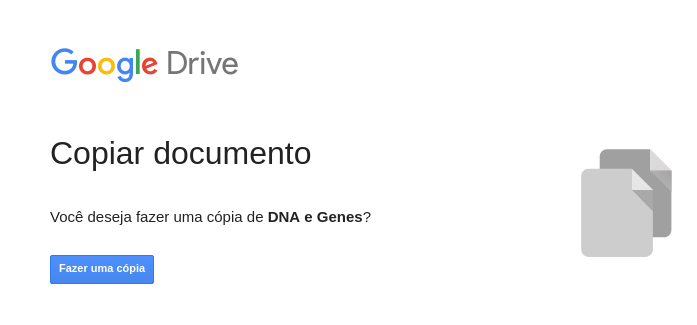 Google Drive
Copiar documento
Você deseja fazer uma cópia de DNA e Genes?
Fazer uma cópia